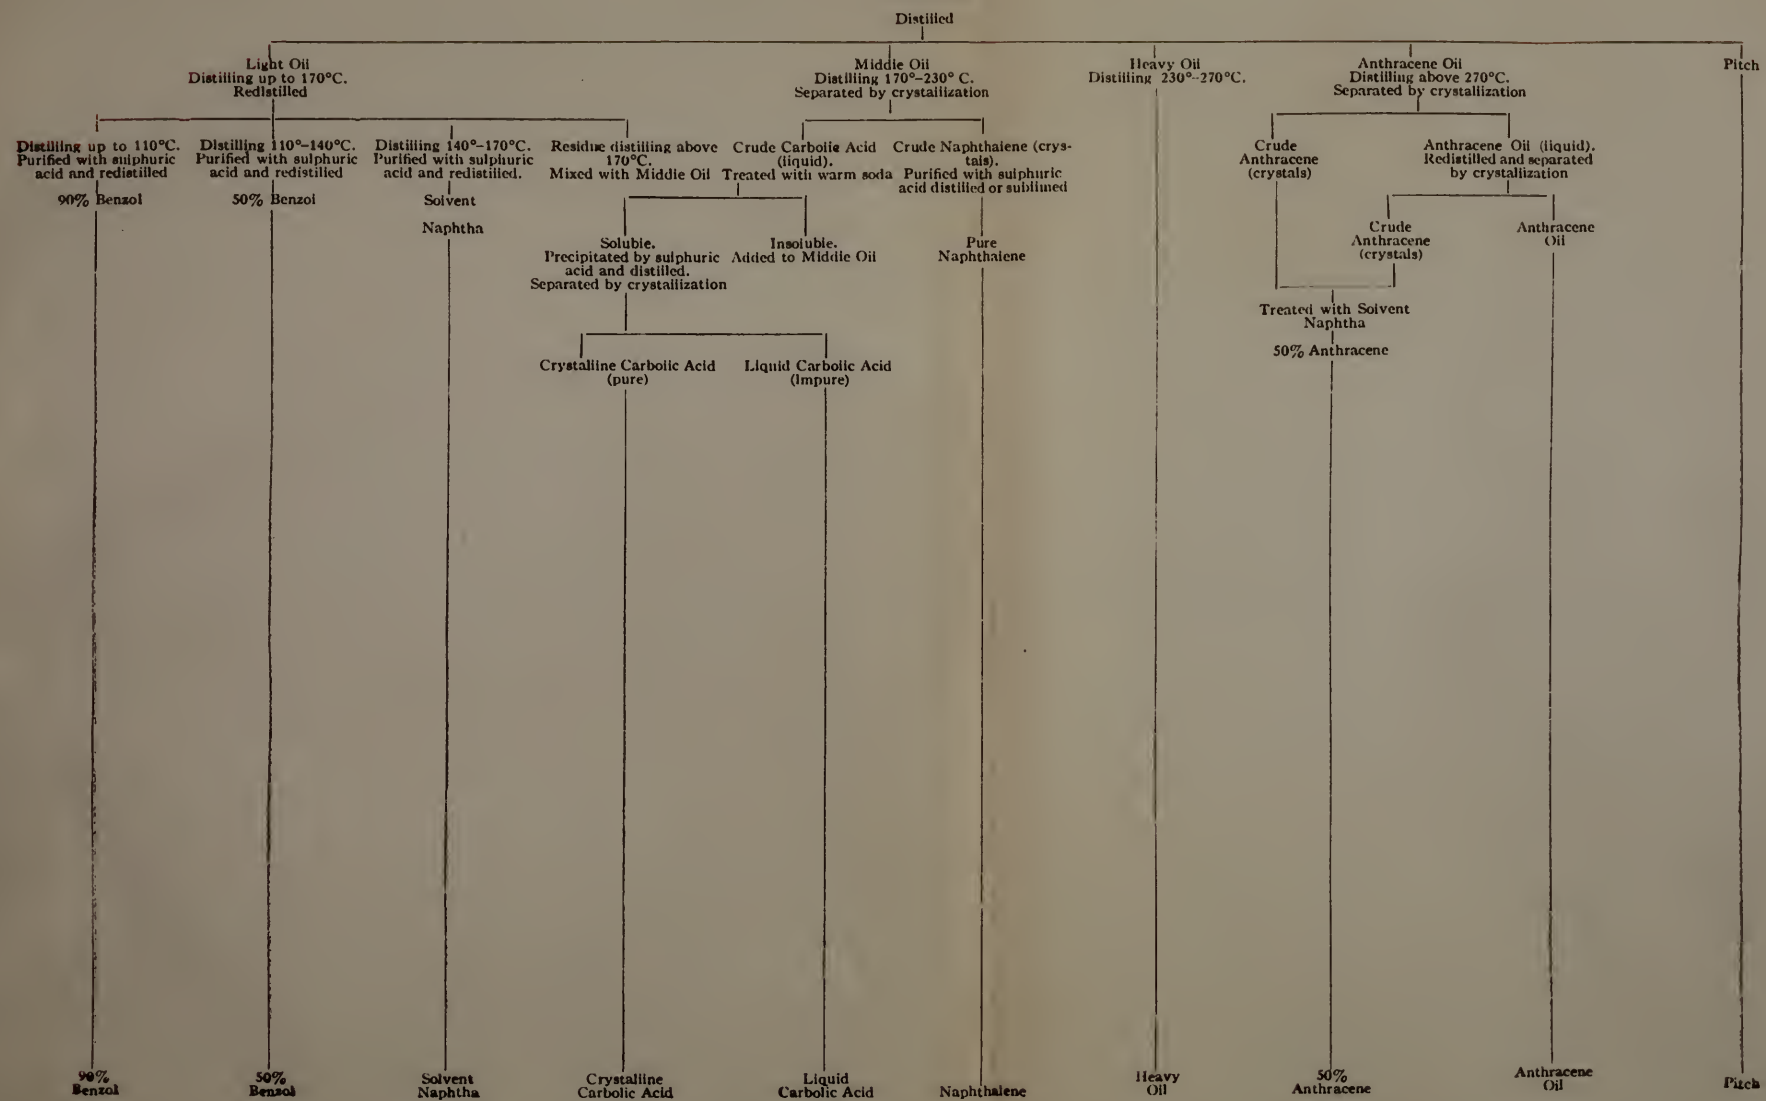 Distilled
Light Oil
Distilling up to 170°C.
Redistilled
Middle Oil
Distilling 170°–230° C.
Separated by crystallization
Heavy Oil
Distilling 230°–270°C.
Anthracene Oil
Distilling above 270°C.
Separated by crystallization
Pitch
Distilling up to 110°C.
Purified with sulphuric
acid and redistilled
90% Benzol
Distilling 110°–140°C.
Purified with sulphuric
acid and redistilled
50% Benzol
Distilling 140°–170°C.
Purified with sulphuric
acid and redistilled.
Solvent
Naphtha
Residue distilling above
170°C.
Mixed with Middle Oil
Crude Carbolic Acid
(liquid).
Treated with warm soda
Crude Naphthalene (crys-
tals).
Purified with sulphuric
acid distilled or sublimed
Soluble.
Precipitated by sulphuric
acid and distilled.
Separated by crystallization
Insoluble.
Added to Middle Oil
Pure
Naphthalene
Crystalline Carbolic Acid
(pure)
Liquid Carbolic Acid
(Impure)
Crude
Anthracene
(crystals)
Anthracene Oil (liquid).
Redistilled and separated
by crystallization
Crude
Anthracene
(crystals)
Anthracene
Oil
Treated with Solvent
Naphtha
50% Anthracene
90%
Benzol
50%
Benzol
Solvent
Naphtha
Crystalline
Carbolic Acid
Liquid
Carbolic Acid
Naphthalene
Heavy
Oil
50%
Anthracene
Anthracene
Oil
Pitch